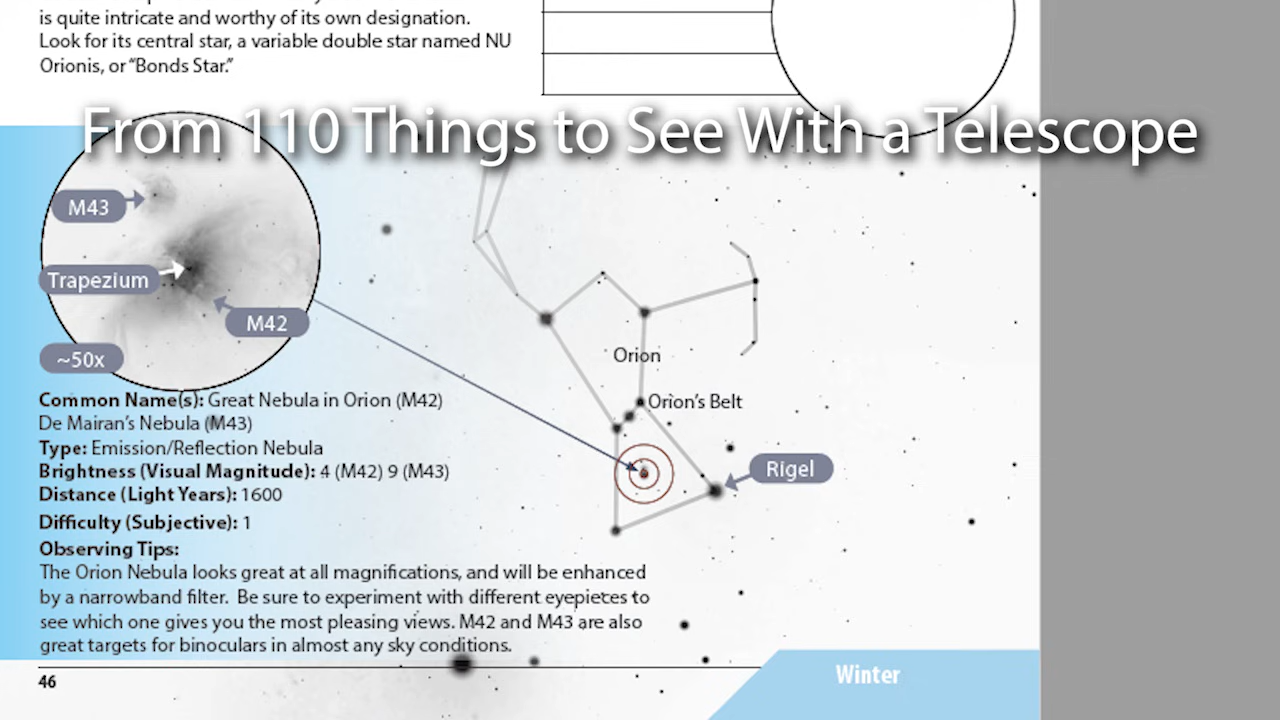 is quite intricate and worthy of its own designation.
Look for its central star, a variable double star named NU
Orionis, or "Bonds Star."
From 110 Things to See With a Telescope
M43
Trapezium
M42
~50x
Orion
Orion's Belt
Rigel
Common Name(s): Great Nebula in Orion (M42)
De Mairan's Nebula (M43)
Type: Emission/Reflection Nebula
Brightness (Visual Magnitude): 4 (M42) 9 (M43)
Distance (Light Years): 1600
Difficulty (Subjective): 1
Observing Tips:
The Orion Nebula looks great at all magnifications, and will be enhanced
by a narrowband filter. Be sure to experiment with different eyepieces to
see which one gives you the most pleasing views. M42 and M43 are also
great targets for binoculars in almost any sky conditions.
46
Winter